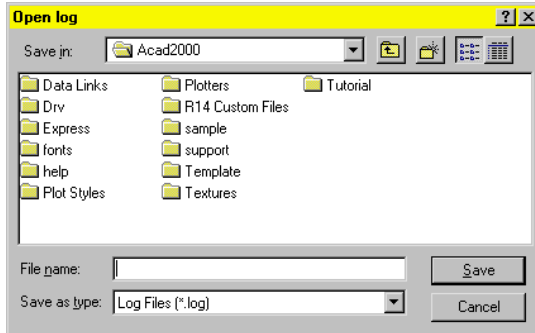 Open log
Save in: Acad2000
Data Links
Drv
Express
fonts
help
Plot Styles
Plotters
R14 Custom Files
sample
support
Template
Textures
Tutorial
File name:
Save
Save as type: Log Files (*.log)
Cancel